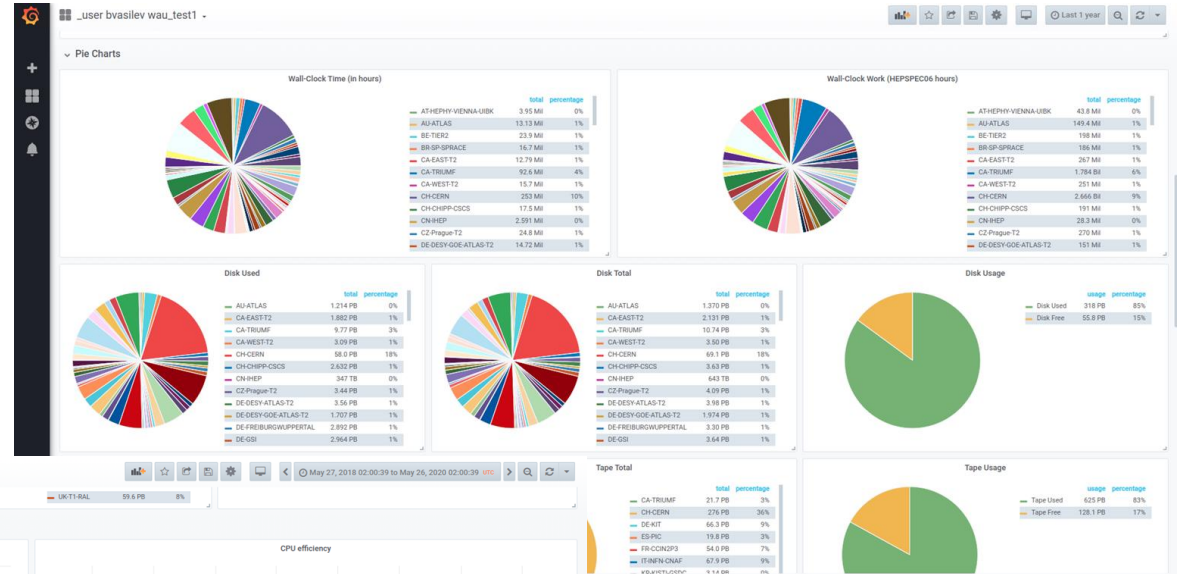 _user bvasilev wau_test1
Last 1 year
Pie Charts
Wall-Clock Time (In hours)
total percentage
AT-HEPHY-VIENNA-UIBK 3.95 Mil 0%
AU-ATLAS 13.13 Mil 1%
BE-TIER2 23.9 Mil 1%
BR-SP-SPRACE 16.7 Mil 1%
CA-EAST-T2 12.79 Mil 1%
CA-TRIUMF 92.6 Mil 4%
CA-WEST-T2 15.7 Mil 1%
CH-CERN 253 Mil 10%
CH-CHIPP-CSCS 17.5 Mil 1%
CN-IHEP 2.591 Mil 0%
CZ-Prague-T2 24.8 Mil 1%
DE-DESY-GOE-ATLAS-T2 14.72 Mil 1%
Wall-Clock Work (HEPSPEC06 hours)
total percentage
AT-HEPHY-VIENNA-UIBK 43.8 Mil 0%
AU-ATLAS 149.4 Mil 1%
BE-TIER2 198 Mil 1%
BR-SP-SPRACE 186 Mil 1%
CA-EAST-T2 267 Mil 1%
CA-TRIUMF 1.784 Bil 6%
CA-WEST-T2 251 Mil 1%
CH-CERN 2.666 Bil 9%
CH-CHIPP-CSCS 191 Mil 1%
CN-IHEP 28.3 Mil 0%
CZ-Prague-T2 270 Mil 1%
DE-DESY-GOE-ATLAS-T2 151 Mil 1%
Disk Used
total percentage
AU-ATLAS 1.214 PB 0%
CA-EAST-T2 1.882 PB 1%
CA-TRIUMF 9.77 PB 3%
CA-WEST-T2 3.09 PB 1%
CH-CERN 58.0 PB 18%
CH-CHIPP-CSCS 2.632 PB 1%
CN-IHEP 347 TB 0%
CZ-Prague-T2 3.44 PB 1%
DE-DESY-ATLAS-T2 3.56 PB 1%
DE-DESY-GOE-ATLAS-T2 1.707 PB 1%
DE-FREIBURGWUPPERTAL 2.892 PB 1%
DE-GSI 2.964 PB 1%
Disk Total
total percentage
AU-ATLAS 1.370 PB 0%
CA-EAST-T2 2.131 PB 1%
CA-TRIUMF 10.74 PB 3%
CA-WEST-T2 3.50 PB 1%
CH-CERN 69.1 PB 18%
CH-CHIPP-CSCS 3.63 PB 1%
CN-IHEP 643 TB 0%
CZ-Prague-T2 4.09 PB 1%
DE-DESY-ATLAS-T2 3.98 PB 1%
DE-DESY-GOE-ATLAS-T2 1.974 PB 1%
DE-FREIBURGWUPPERTAL 3.30 PB 1%
DE-GSI 3.64 PB 1%
Disk Usage
usage percentage
Disk Used 318 PB 85%
Disk Free 55.8 PB 15%
May 27, 2018 02:00:39 to May 26, 2020 02:00:39 UTC
UK-T1-RAL 59.6 PB 8%
CPU efficiency
Tape Total
total percentage
CA-TRIUMF 21.7 PB 3%
CH-CERN 276 PB 36%
DE-KIT 66.3 PB 9%
ES-PIC 19.8 PB 3%
FR-CCIN2P3 54.0 PB 7%
IT-INFN-CNAF 67.9 PB 9%
KR-KISTI-GSDC 3.14 PB 0%
Tape Usage
usage percentage
Tape Used 625 PB 83%
Tape Free 128.1 PB 17%